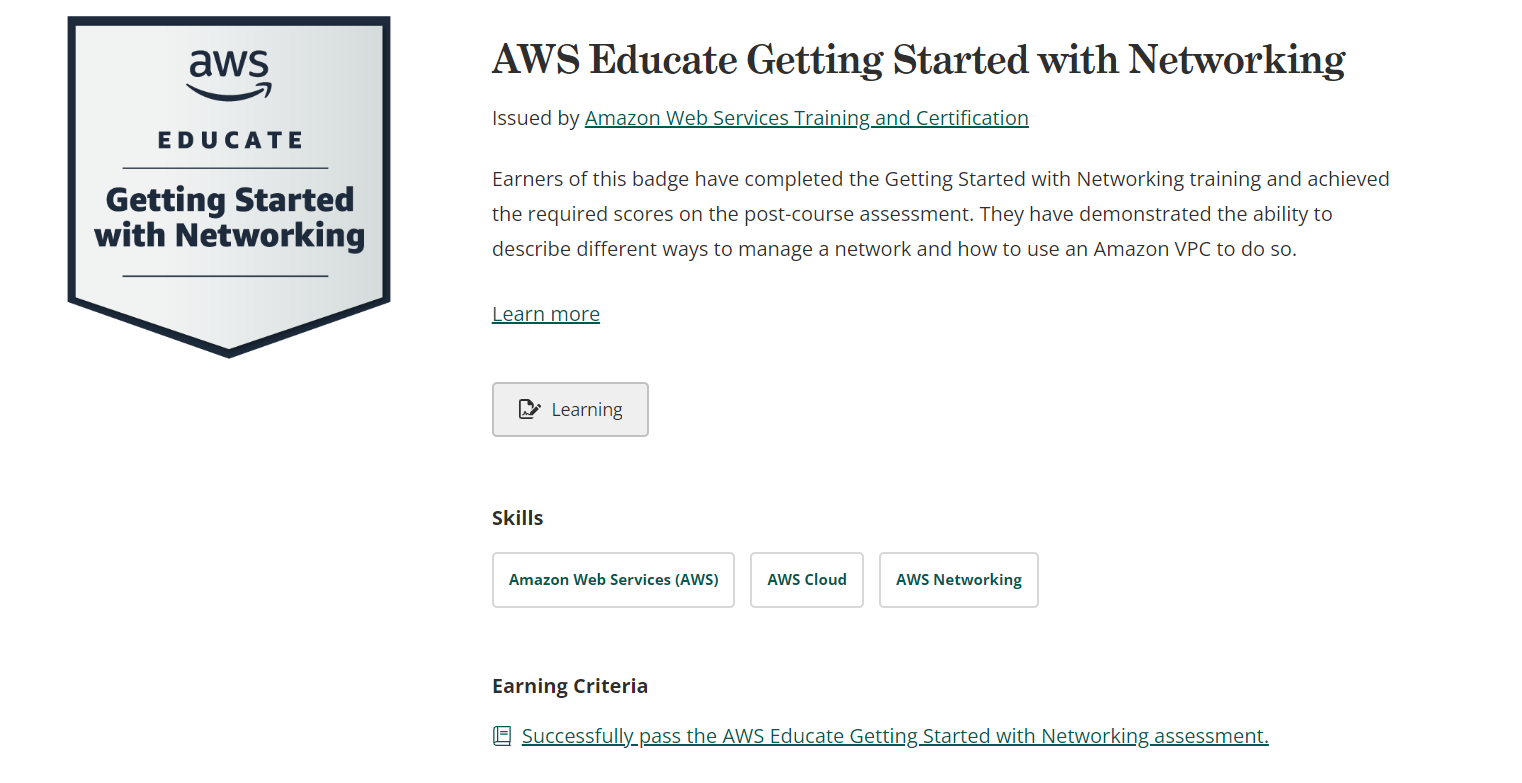 aws
EDUCATE
Getting Started
with Networking
AWS Educate Getting Started with Networking
Issued by Amazon Web Services Training and Certification
Earners of this badge have completed the Getting Started with Networking training and achieved
the required scores on the post-course assessment. They have demonstrated the ability to
describe different ways to manage a network and how to use an Amazon VPC to do so.
Learn more
Learning
Skills
Amazon Web Services (AWS)
AWS Cloud
AWS Networking
Earning Criteria
Successfully pass the AWS Educate Getting Started with Networking assessment.